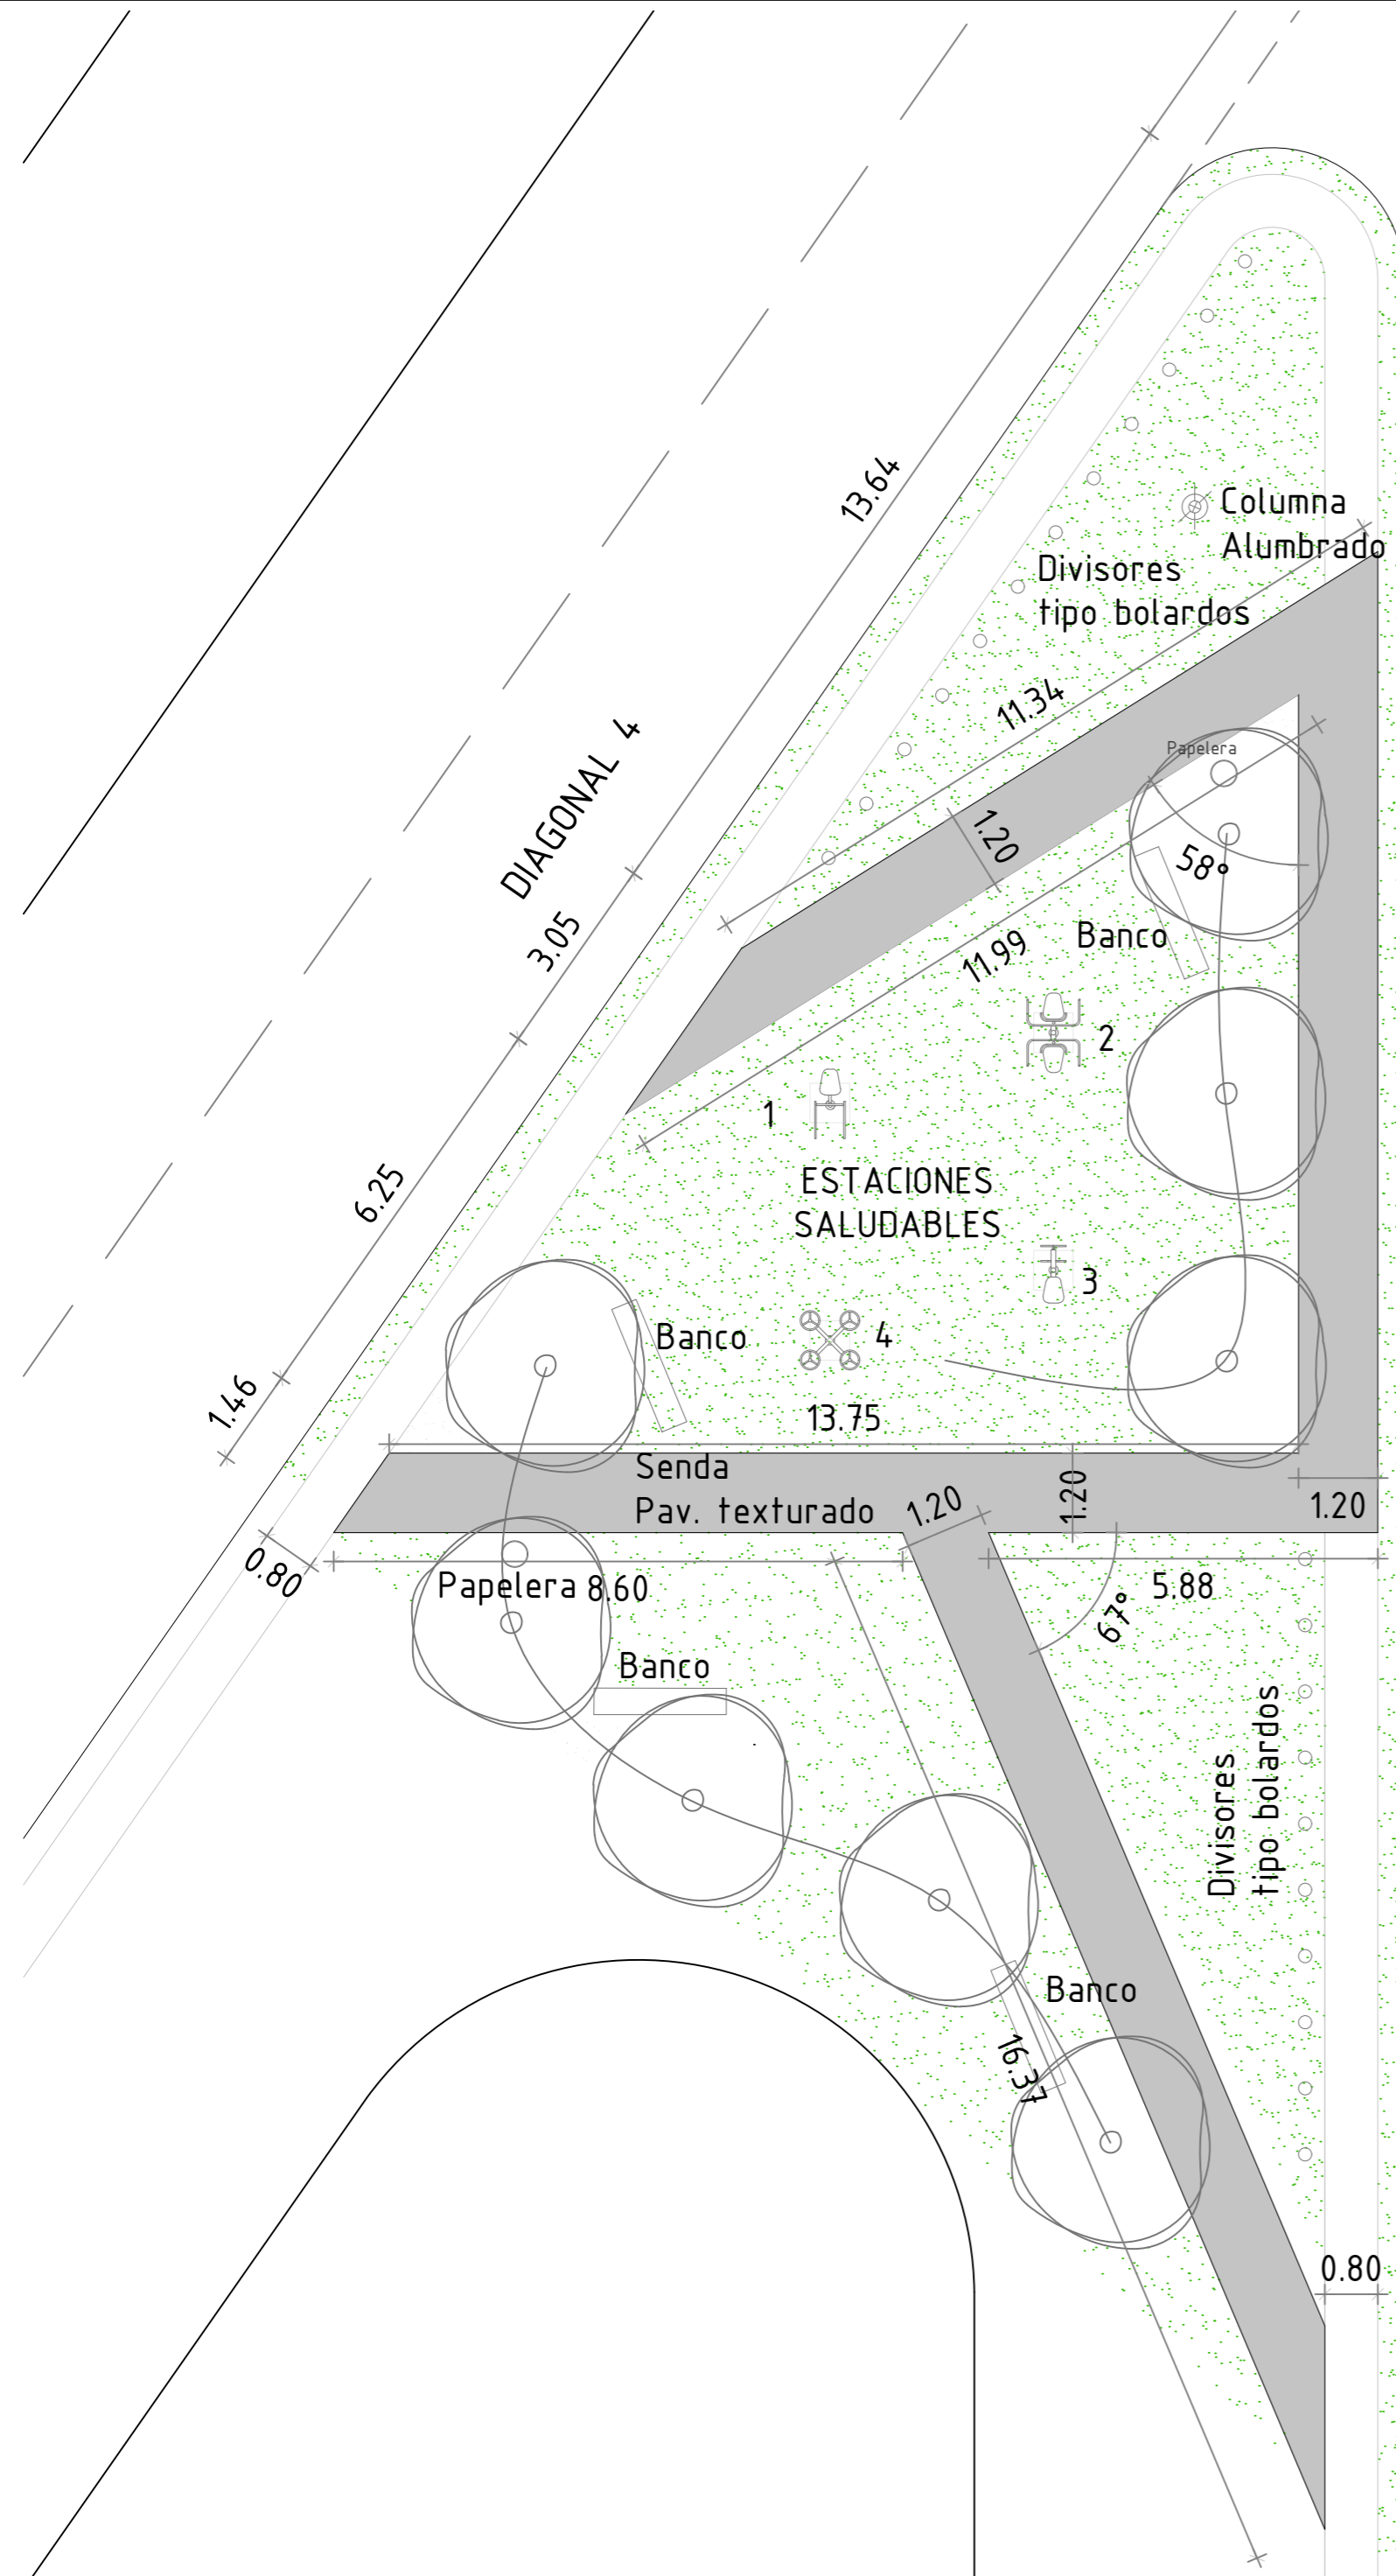 13.64
Columna
Alumbrado
Divisores
tipo bolardos
11.34
DIAGONAL 4
Papelera
1.20
58°
3.05
Banco
11.99
2
1
6.25
ESTACIONES
SALUDABLES
3
Banco
4
1.46
13.75
Senda
Pav. texturado
1.20
1.20
1.20
0.80
Papelera
8.60
5.88
67°
Banco
Divisores
tipo bolardos
Banco
16.37
0.80